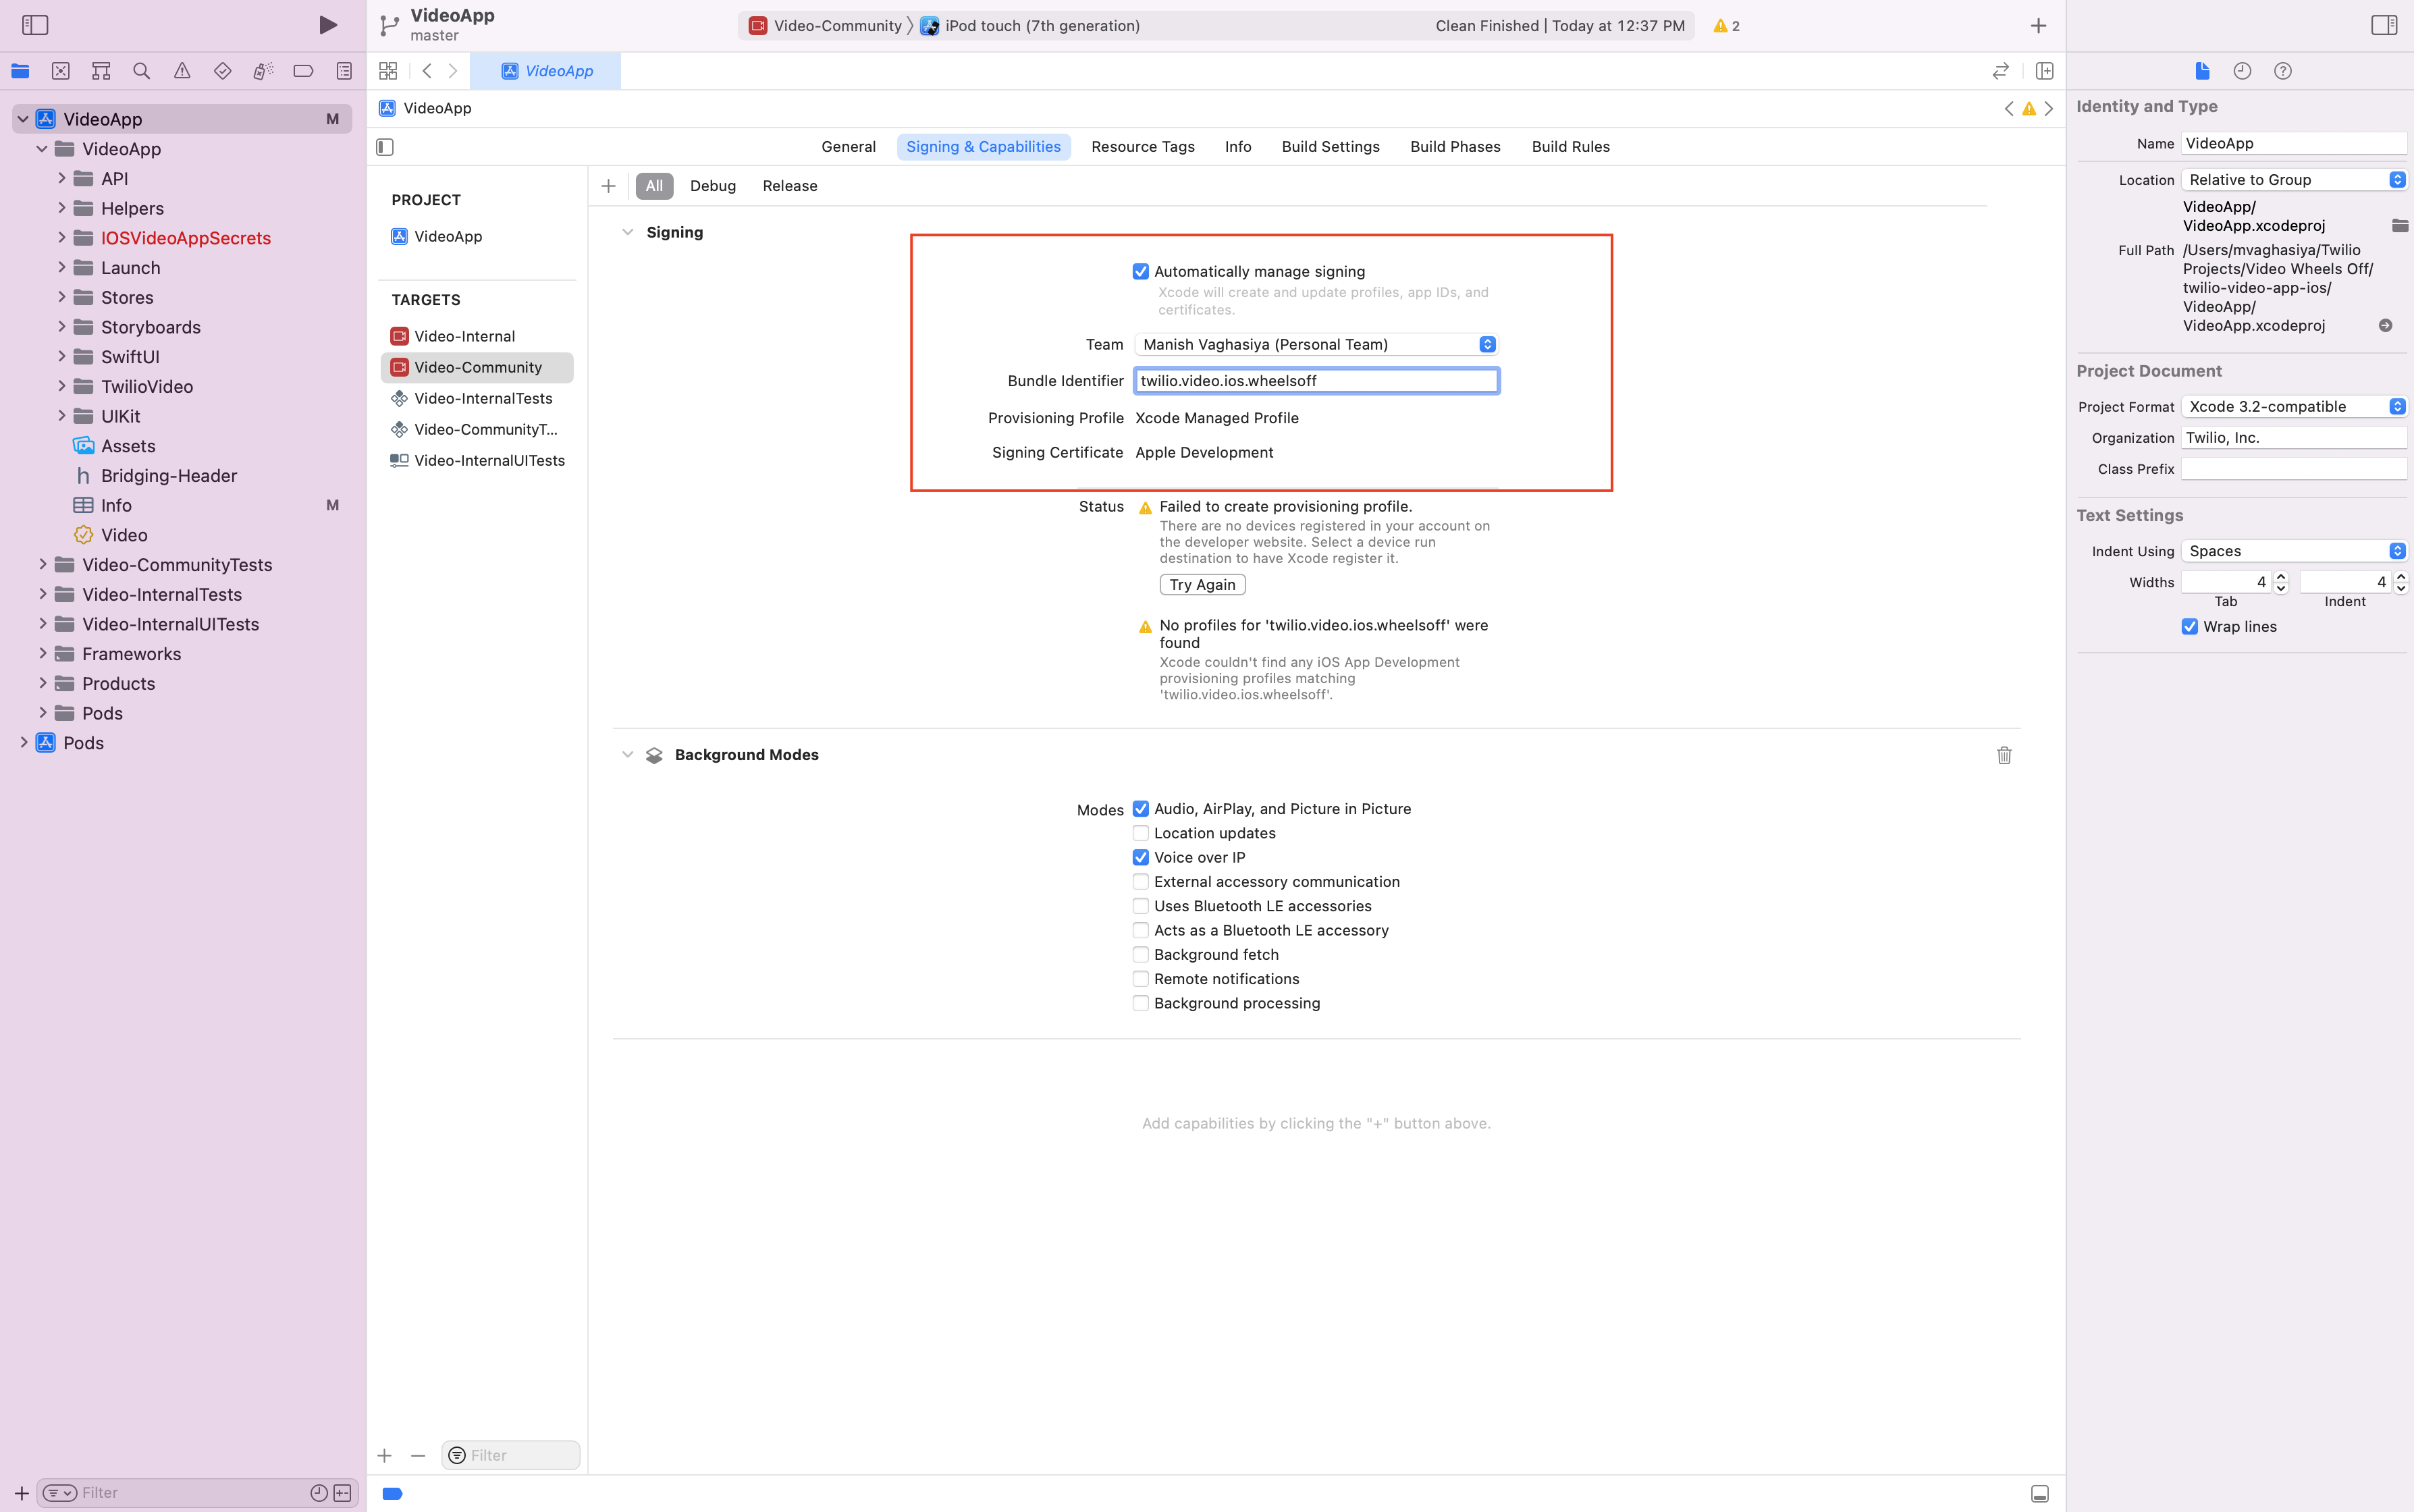 VideoApp
master
Video-Community
iPod touch (7th generation)
Clean Finished | Today at 12:37 PM
2
VideoApp M
VideoApp
API
Helpers
IOSVideoAppSecrets
Launch
Stores
Storyboards
SwiftUI
TwilioVideo
UIKit
Assets
h Bridging-Header
Info M
Video
Video-CommunityTests
Video-InternalTests
Video-InternalUITests
Frameworks
Products
Pods
Pods
Filter
VideoApp
VideoApp
General Signing & Capabilities Resource Tags Info Build Settings Build Phases Build Rules
PROJECT
VideoApp
TARGETS
Video-Internal
Video-Community
Video-InternalTests
Video-CommunityT...
Video-InternalUITests
Filter
All Debug Release
Signing
Automatically manage signing
Xcode will create and update profiles, app IDs, and
certificates.
Team Manish Vaghasiya (Personal Team)
Bundle Identifier twilio.video.ios.wheelsoff
Provisioning Profile Xcode Managed Profile
Signing Certificate Apple Development
Status Failed to create provisioning profile.
There are no devices registered in your account on
the developer website. Select a device run
destination to have Xcode register it.
Try Again
No profiles for 'twilio.video.ios.wheelsoff' were
found
Xcode couldn't find any iOS App Development
provisioning profiles matching
'twilio.video.ios.wheelsoff'.
Background Modes
Modes Audio, AirPlay, and Picture in Picture
Location updates
Voice over IP
External accessory communication
Uses Bluetooth LE accessories
Acts as a Bluetooth LE accessory
Background fetch
Remote notifications
Background processing
Add capabilities by clicking the "+" button above.
Identity and Type
Name VideoApp
Location Relative to Group
VideoApp/
VideoApp.xcodeproj
Full Path /Users/mvaghasiya/Twilio
Projects/Video Wheels Off/
twilio-video-app-ios/
VideoApp/
VideoApp.xcodeproj
Project Document
Project Format Xcode 3.2-compatible
Organization Twilio, Inc.
Class Prefix
Text Settings
Indent Using Spaces
Widths 4 4
Tab Indent
Wrap lines